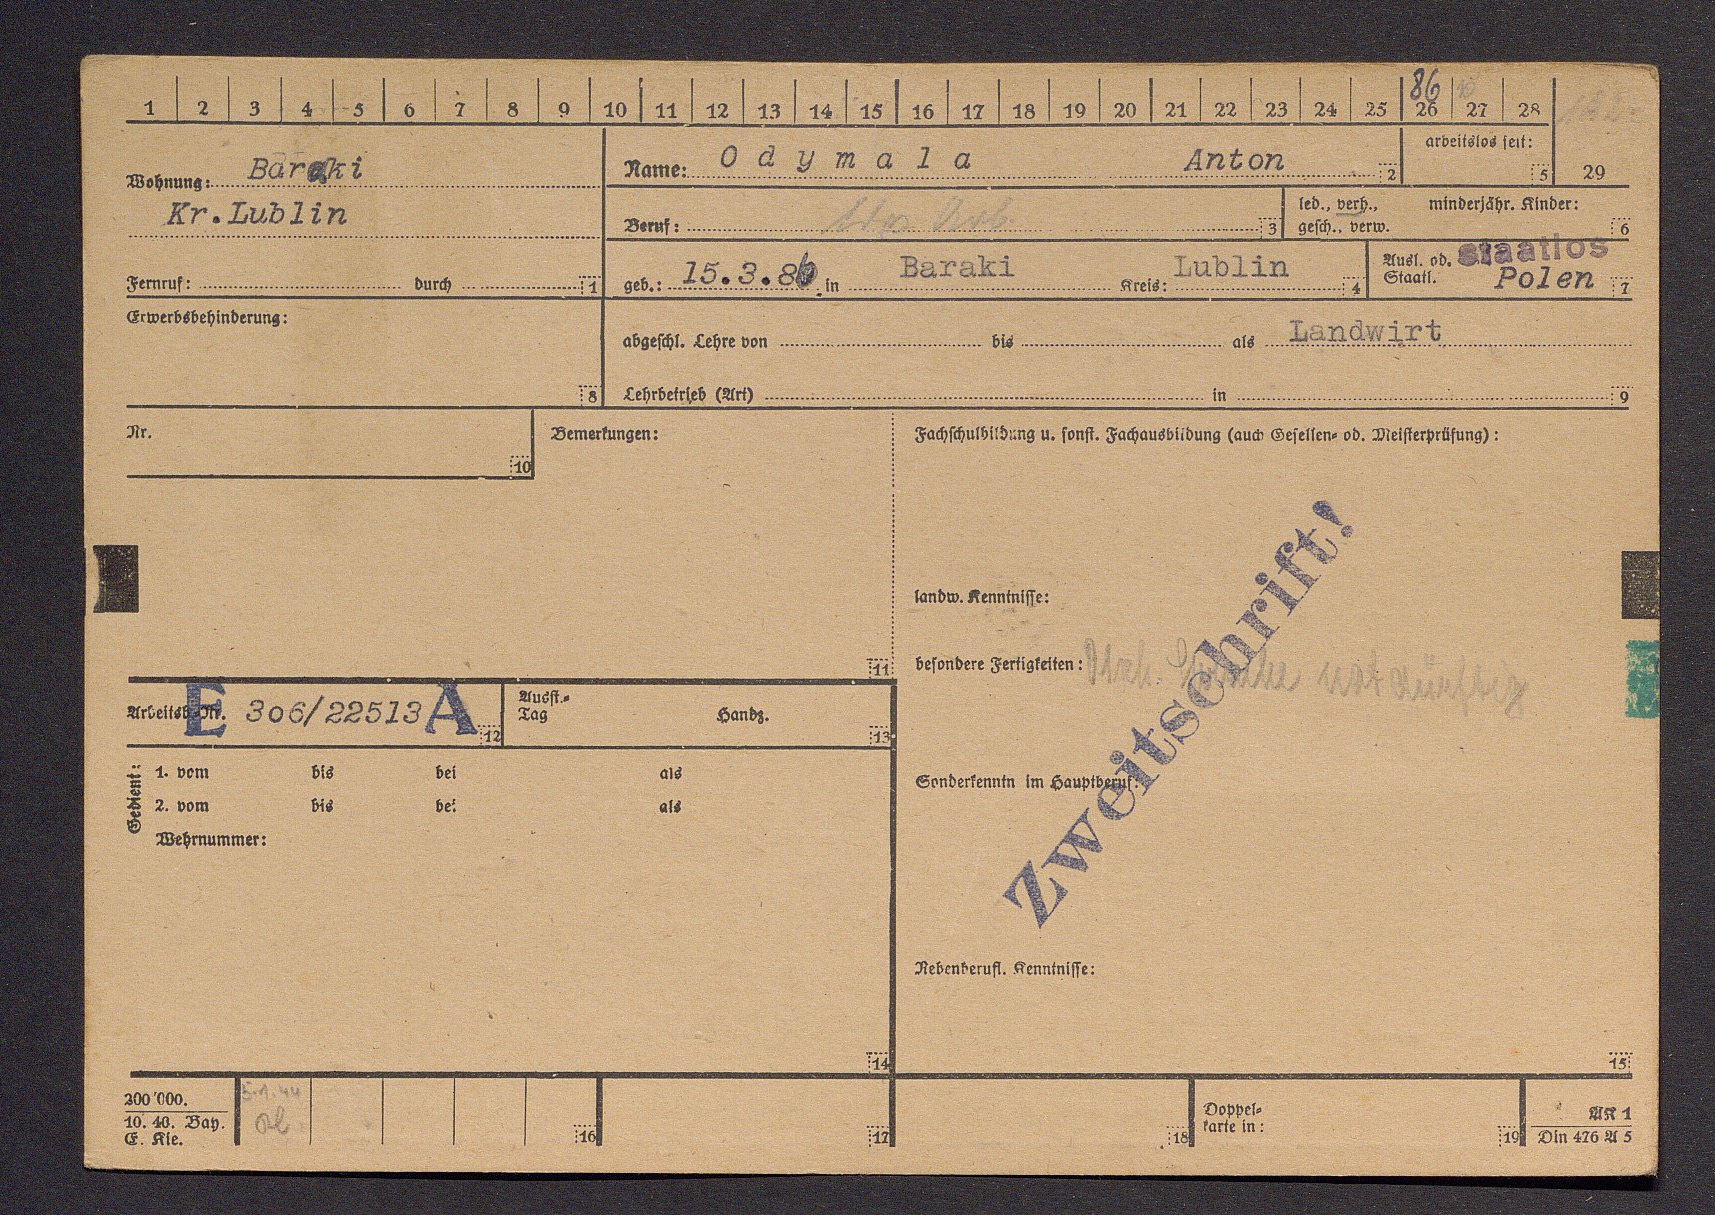 1 2 3 4 5 6 7 8 9 10 11 12 13 14 15 16 17 18 19 20 21 22 23 24 25 26 27 28
86
Wohnung: Baraki
Kr.Lublin
Fernruf: durch 1
Name: Odymala Anton 2
arbeitslos seit: 5
29
Beruf: 3
led., verh., gesch., verw.
minderjähr. Kinder: 6
geb.: 15.3.86 in Baraki Kreis: Lublin 4
Ausl. od. Staatl. staatlos
Polen 7
Erwerbsbehinderung: 8
abgeschl. Lehre von bis als Landwirt
Lehrbetrieb (Art) in 9
Nr. 10
Bemerkungen: 11
Fachschulbildung u. sonst. Fachausbildung (auch Gesellen- od. Meisterprüfung):
landw. Kenntnisse:
besondere Fertigkeiten:
Zweitschrift!
Sonderkenntn im Hauptberuf:
Nebenberufl. Kenntnisse:
15
Arbeitsb. Nr. E 306/22513 A 12
Ausst.-Tag Handz. 13
Gedient:
1. vom bis bei als
2. vom bis bei als
Wehrnummer:
14
200'000.
10. 40. Bay.
E. Kie.
5.1.44
16
17
18
Doppel-
karte in: 19
AK 1
Din 476 A 5